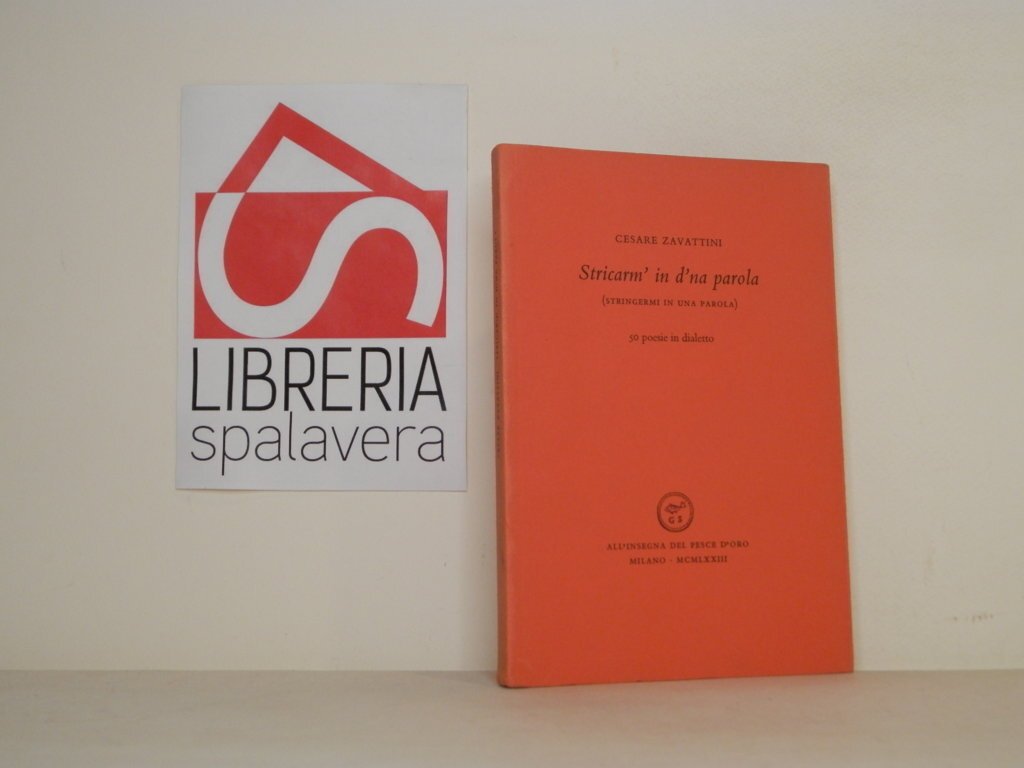 LIBRERIA
spalavera
CESARE ZAVATTINI
Stricarm' in d'na parola
(STRINGERMI IN UNA PAROLA)
50 poesie in dialetto
G S
ALL'INSEGNA DEL PESCE D'ORO
MILANO · MCMLXXIII